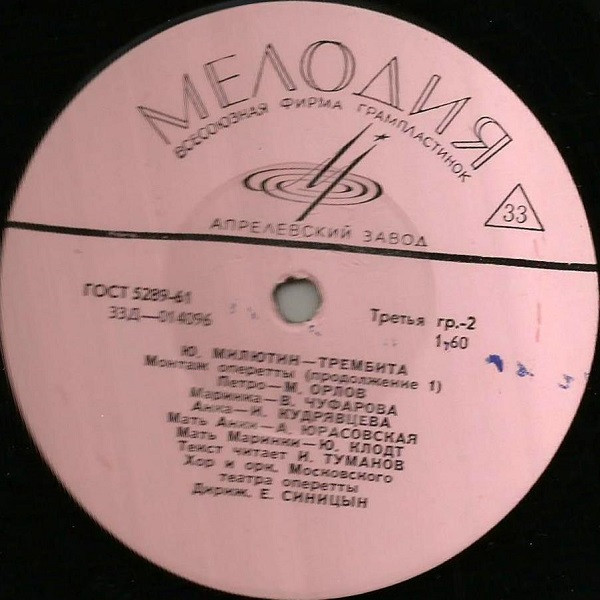 МЕЛОДИЯ
ВСЕСОЮЗНАЯ ФИРМА ГРАМПЛАСТИНОК
33
АПРЕЛЕВСКИЙ ЗАВОД
ГОСТ 5289-61
33Д—014096
Третья гр.-2
1,60
Ю. МИЛЮТИН—ТРЕМБИТА
Монтаж оперетты (продолжение 1)
Петро—М. ОРЛОВ
Маринка—В. ЧУФАРОВА
Анка—И. КУДРЯВЦЕВА
Мать Анки—А. ЮРАСОВСКАЯ
Мать Маринки—Ю. КЛОДТ
Текст читает И. ТУМАНОВ
Хор и орк. Московского
театра оперетты
Дириж. Е. СИНИЦЫН